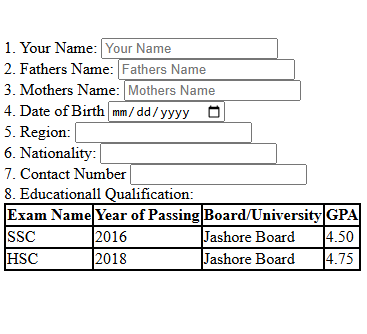 1. Your Name: Your Name
2. Fathers Name: Fathers Name
3. Mothers Name: Mothers Name
4. Date of Birth mm/dd/yyyy
5. Region:
6. Nationality:
7. Contact Number
8. Educationall Qualification:
Exam Name Year of Passing Board/University GPA
SSC 2016 Jashore Board 4.50
HSC 2018 Jashore Board 4.75